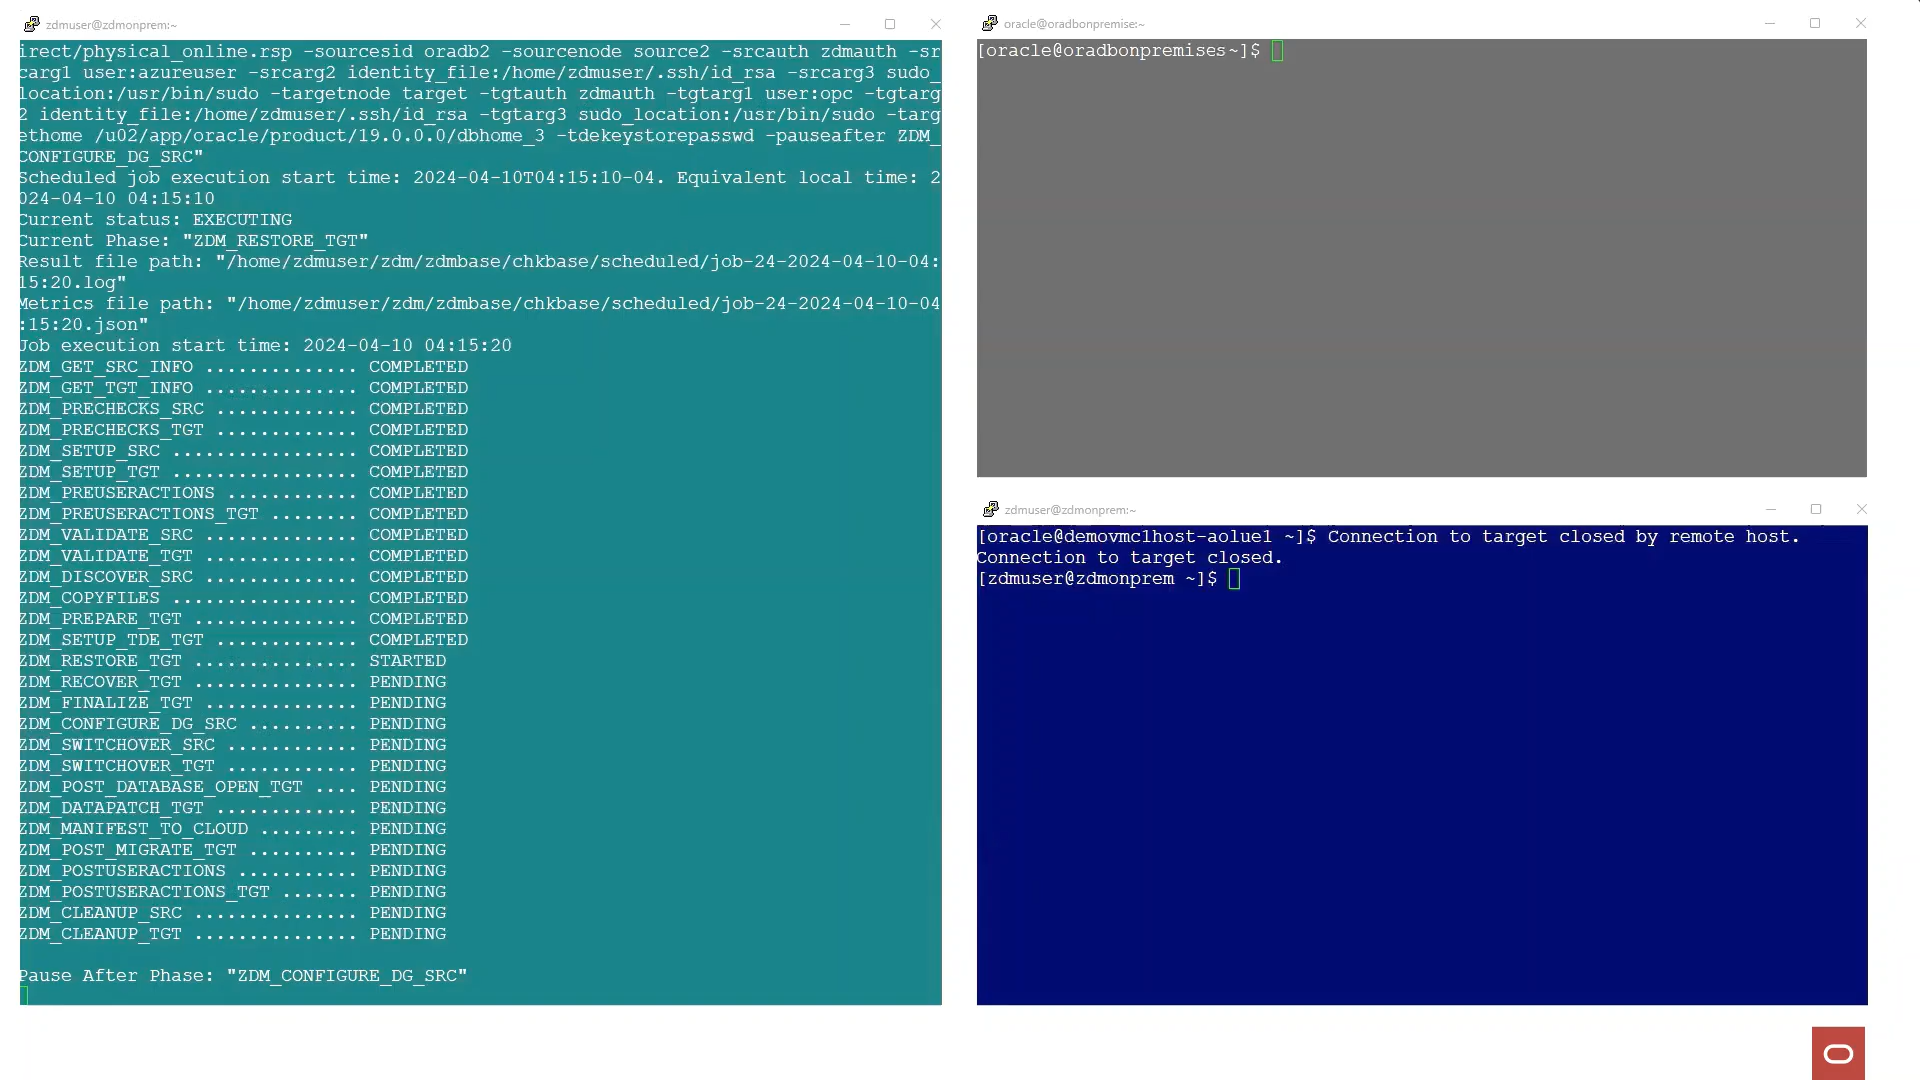 zdmuser@zdmonprem:~
irect/physical_online.rsp -sourcesid oradb2 -sourcenode source2 -srcauth zdmauth -sr
carg1 user:azureuser -srcarg2 identity_file:/home/zdmuser/.ssh/id_rsa -srcarg3 sudo_
location:/usr/bin/sudo -targetnode target -tgtauth zdmauth -tgtarg1 user:opc -tgtarg
2 identity_file:/home/zdmuser/.ssh/id_rsa -tgtarg3 sudo_location:/usr/bin/sudo -targ
ethome /u02/app/oracle/product/19.0.0.0/dbhome_3 -tdekeystorepasswd -pauseafter ZDM_
CONFIGURE_DG_SRC"
Scheduled job execution start time: 2024-04-10T04:15:10-04. Equivalent local time: 2
024-04-10 04:15:10
Current status: EXECUTING
Current Phase: "ZDM_RESTORE_TGT"
Result file path: "/home/zdmuser/zdm/zdmbase/chkbase/scheduled/job-24-2024-04-10-04:
15:20.log"
Metrics file path: "/home/zdmuser/zdm/zdmbase/chkbase/scheduled/job-24-2024-04-10-04
:15:20.json"
Job execution start time: 2024-04-10 04:15:20
ZDM_GET_SRC_INFO .............. COMPLETED
ZDM_GET_TGT_INFO .............. COMPLETED
ZDM_PRECHECKS_SRC ............. COMPLETED
ZDM_PRECHECKS_TGT ............. COMPLETED
ZDM_SETUP_SRC ................. COMPLETED
ZDM_SETUP_TGT ................. COMPLETED
ZDM_PREUSERACTIONS ............ COMPLETED
ZDM_PREUSERACTIONS_TGT ........ COMPLETED
ZDM_VALIDATE_SRC .............. COMPLETED
ZDM_VALIDATE_TGT .............. COMPLETED
ZDM_DISCOVER_SRC .............. COMPLETED
ZDM_COPYFILES ................. COMPLETED
ZDM_PREPARE_TGT ............... COMPLETED
ZDM_SETUP_TDE_TGT ............. COMPLETED
ZDM_RESTORE_TGT ............... STARTED
ZDM_RECOVER_TGT ............... PENDING
ZDM_FINALIZE_TGT .............. PENDING
ZDM_CONFIGURE_DG_SRC .......... PENDING
ZDM_SWITCHOVER_SRC ............ PENDING
ZDM_SWITCHOVER_TGT ............ PENDING
ZDM_POST_DATABASE_OPEN_TGT .... PENDING
ZDM_DATAPATCH_TGT ............. PENDING
ZDM_MANIFEST_TO_CLOUD ......... PENDING
ZDM_POST_MIGRATE_TGT .......... PENDING
ZDM_POSTUSERACTIONS ........... PENDING
ZDM_POSTUSERACTIONS_TGT ....... PENDING
ZDM_CLEANUP_SRC ............... PENDING
ZDM_CLEANUP_TGT ............... PENDING
Pause After Phase: "ZDM_CONFIGURE_DG_SRC"
oracle@oradbonpremise:~
[oracle@oradbonpremises~]$
zdmuser@zdmonprem:~
[oracle@demovmc1host-aolue1 ~]$ Connection to target closed by remote host.
Connection to target closed.
[zdmuser@zdmonprem ~]$